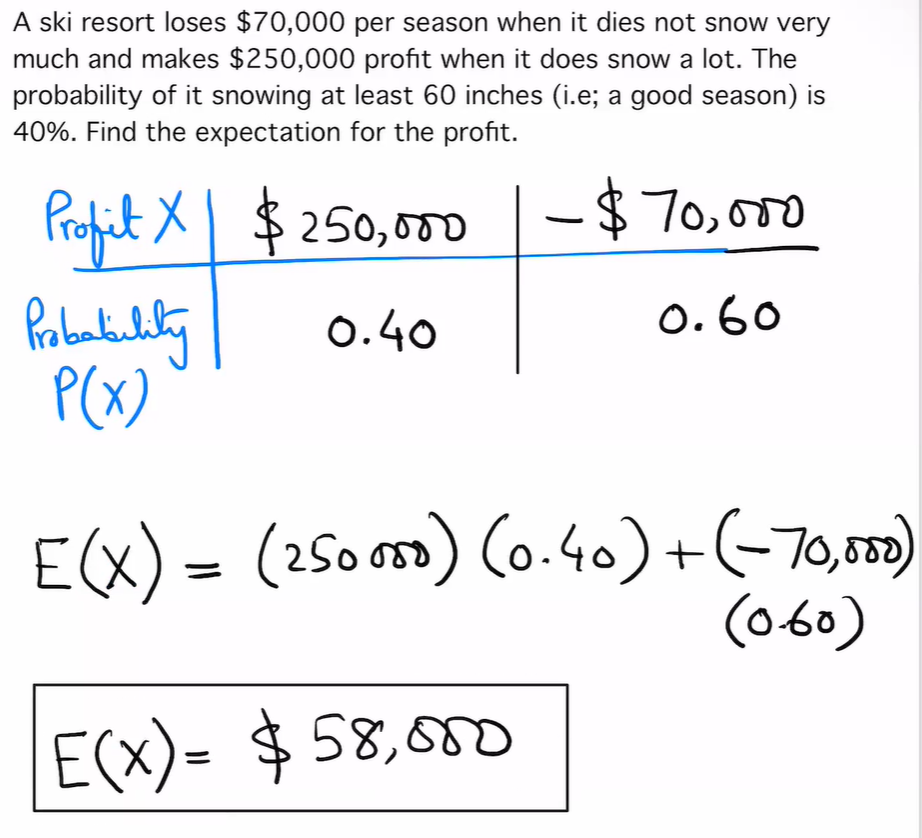 A ski resort loses $70,000 per season when it dies not snow very
much and makes $250,000 profit when it does snow a lot. The
probability of it snowing at least 60 inches (i.e; a good season) is
40%. Find the expectation for the profit.
Profit X $250,000 -$70,000
Probability 0.40 0.60
P(X)
E(X) = (250000)(0.40)+(-70,000)
(0.60)
E(X)= $58,000